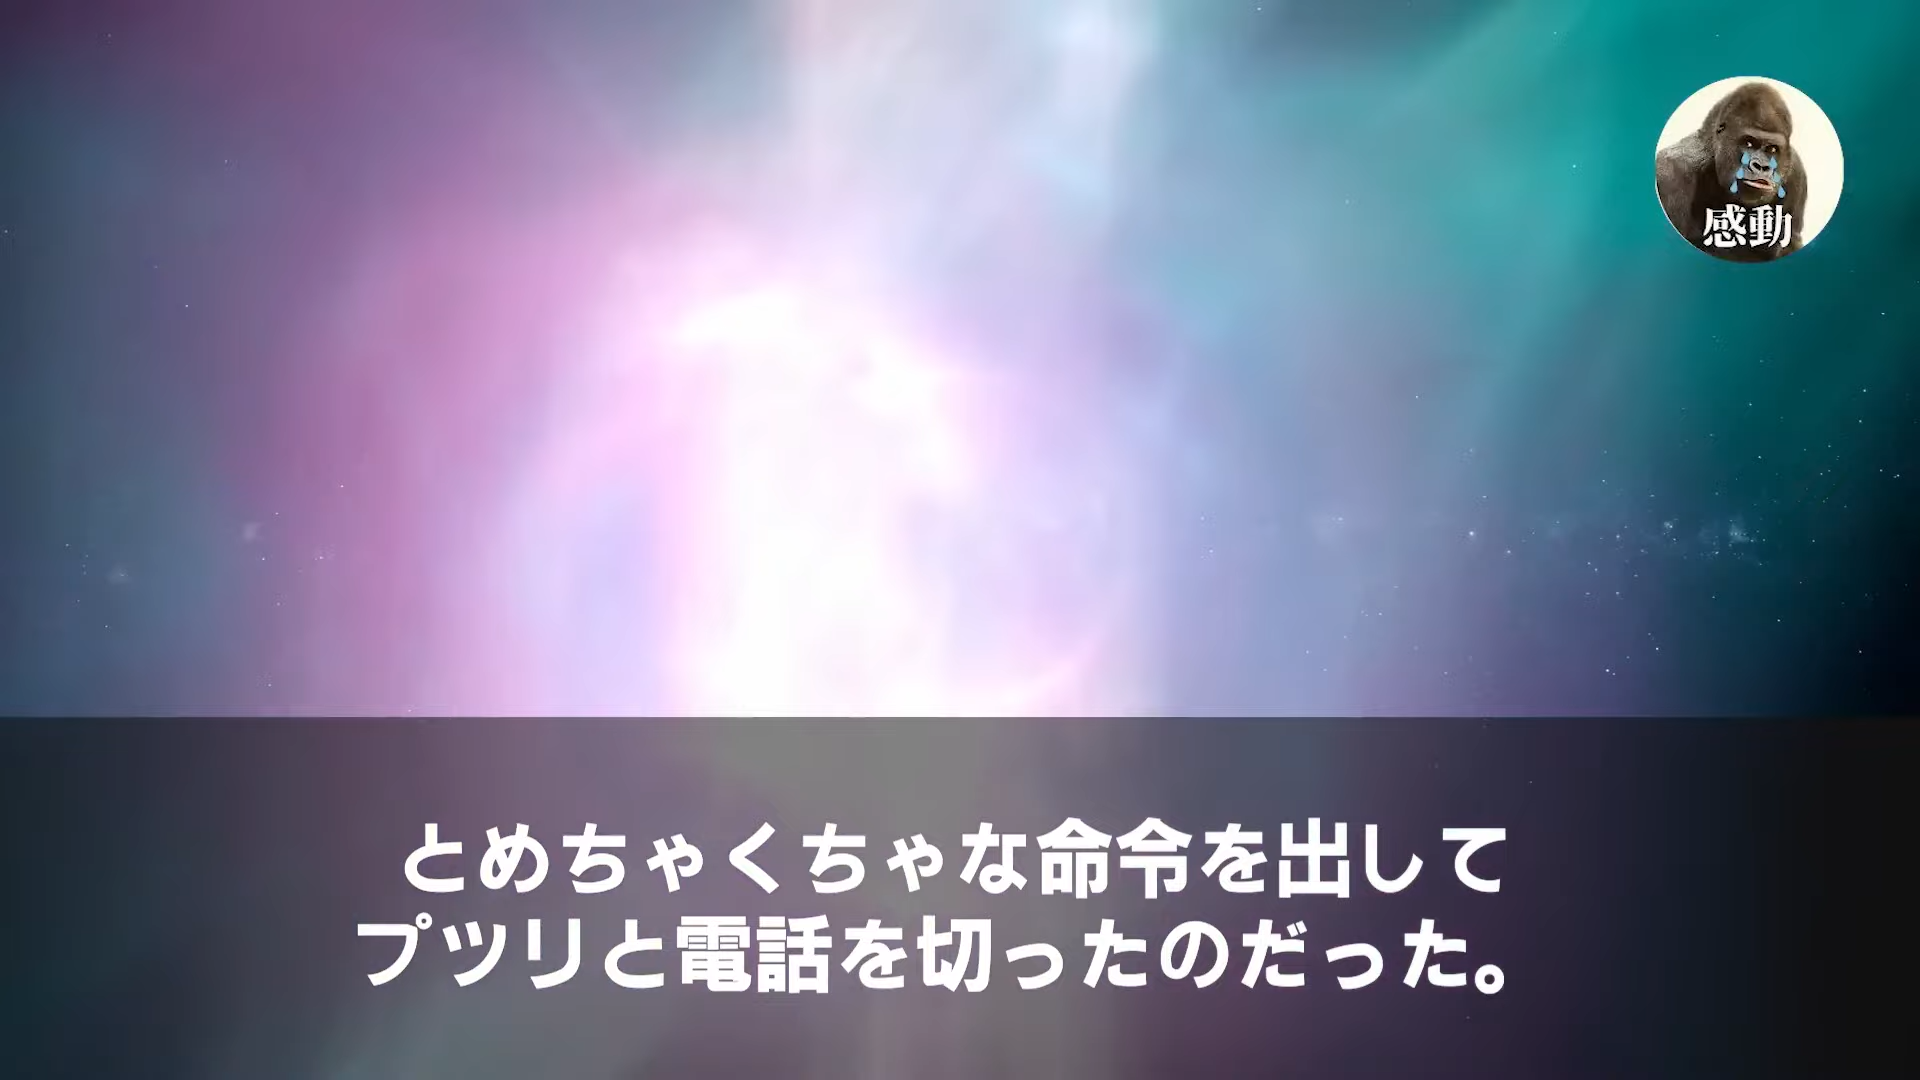 感動
とめちゃくちゃな命令を出して
プツリと電話を切ったのだった。